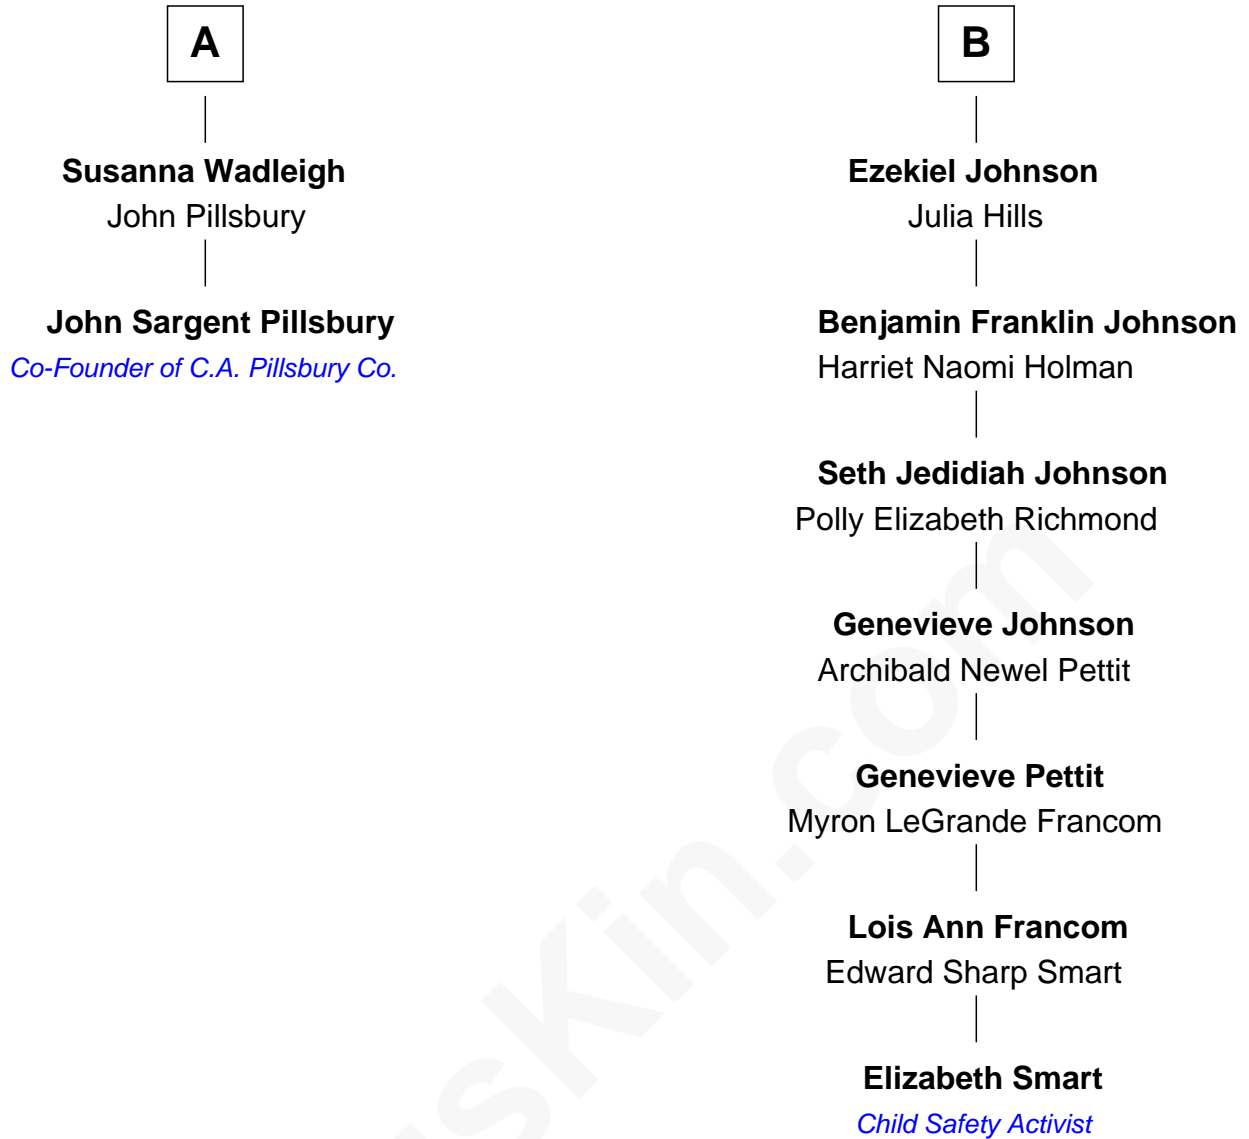 A
Susanna Wadleigh
John Pillsbury
John Sargent Pillsbury
Co-Founder of C.A. Pillsbury Co.
B
Ezekiel Johnson
Julia Hills
Benjamin Franklin Johnson
Harriet Naomi Holman
Seth Jedidiah Johnson
Polly Elizabeth Richmond
Genevieve Johnson
Archibald Newel Pettit
Genevieve Pettit
Myron LeGrande Francom
Lois Ann Francom
Edward Sharp Smart
Elizabeth Smart
Child Safety Activist
sKin.com